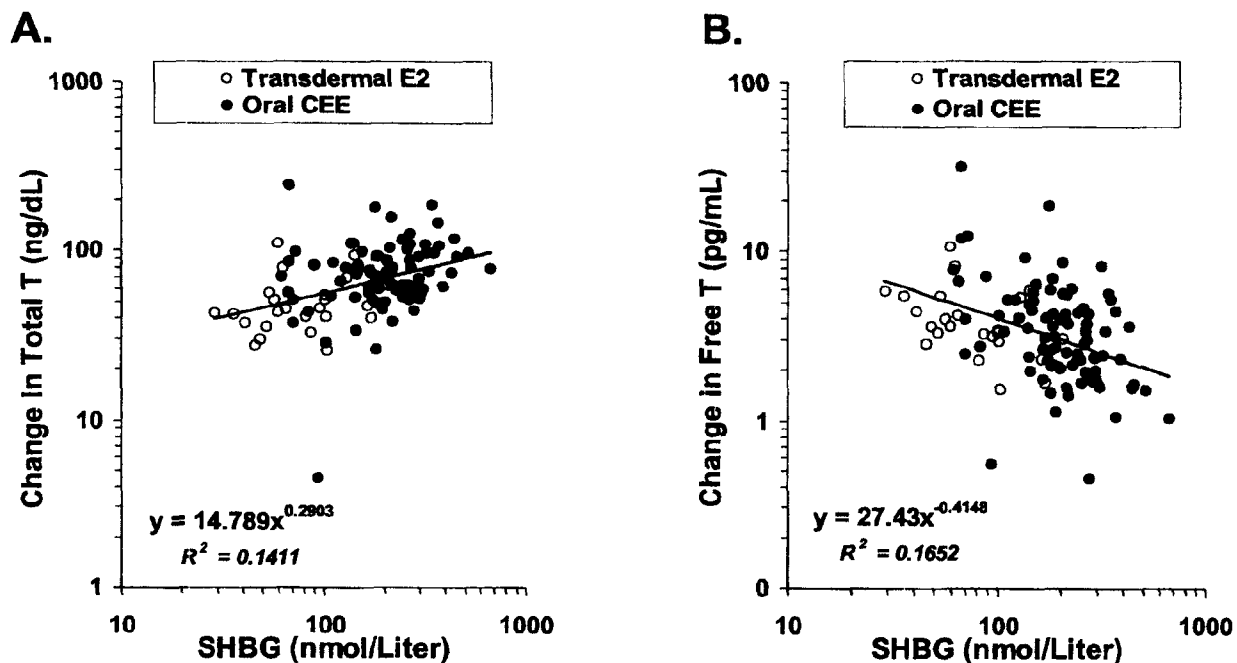 A.
1000
100
10
1
Change In Total T (ng/dL)
Transdermal E2
Oral CEE
y = 14.789x^0.2903
R² = 0.1411
10 100 1000
SHBG (nmol/Liter)
B.
100
10
1
0
Change in Free T (pg/mL)
Transdermal E2
Oral CEE
y = 27.43x^-0.4148
R² = 0.1652
10 100 1000
SHBG (nmol/Liter)